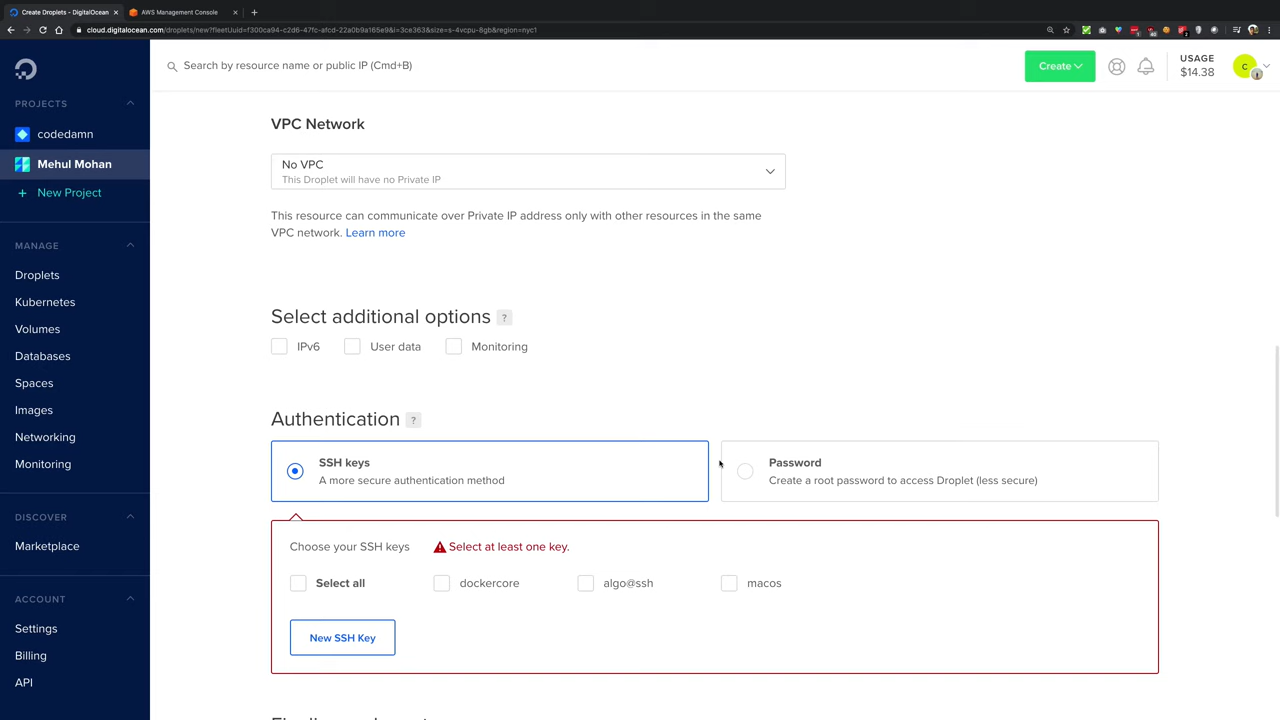 Create Droplets - DigitalOcean
AWS Management Console
cloud.digitalocean.com/droplets/new?fleetUuid=f300ca94-c2d6-47fc-afcd-22a0b9a165e9&i=3ce363&size=s-4vcpu-8gb&region=nyc1
Search by resource name or public IP (Cmd+B)
Create
USAGE
$14.38
C
PROJECTS
codedamn
Mehul Mohan
+ New Project
MANAGE
Droplets
Kubernetes
Volumes
Databases
Spaces
Images
Networking
Monitoring
DISCOVER
Marketplace
ACCOUNT
Settings
Billing
API
VPC Network
No VPC
This Droplet will have no Private IP
This resource can communicate over Private IP address only with other resources in the same
VPC network. Learn more
Select additional options ?
IPv6 User data Monitoring
Authentication ?
SSH keys
A more secure authentication method
Password
Create a root password to access Droplet (less secure)
Choose your SSH keys Select at least one key.
Select all dockercore algo@ssh macos
New SSH Key